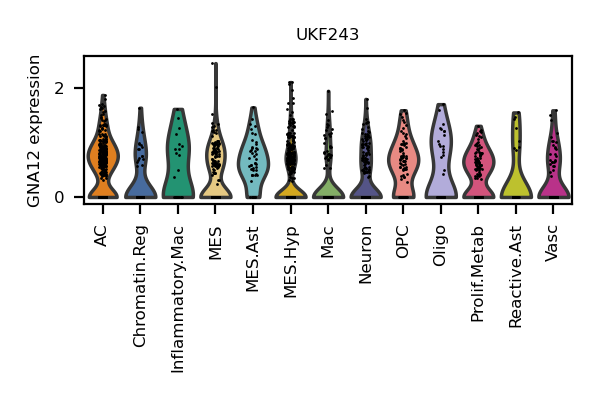 UKF243
GNA12 expression
2
0
AC
Chromatin.Reg
Inflammatory.Mac
MES
MES.Ast
MES.Hyp
Mac
Neuron
OPC
Oligo
Prolif.Metab
Reactive.Ast
Vasc